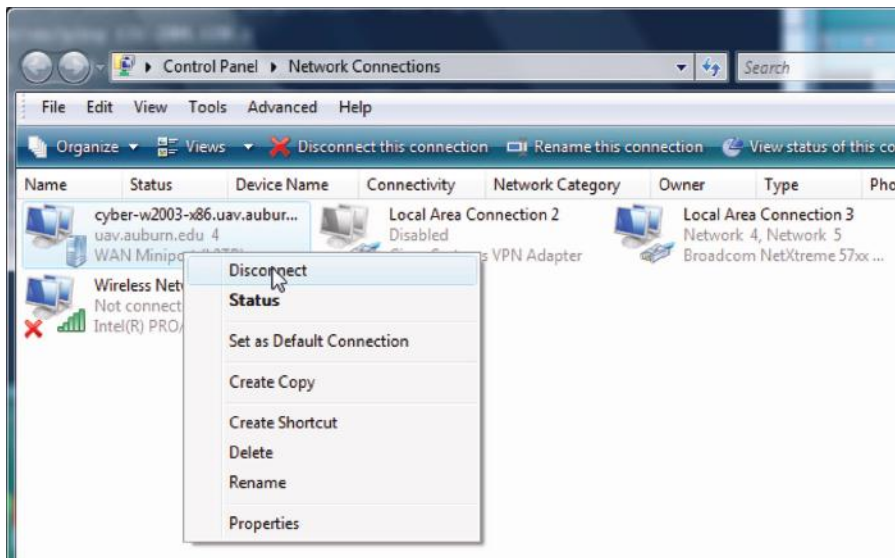 Control Panel ▸ Network Connections
Search
File Edit View Tools Advanced Help
Organize Views Disconnect this connection Rename this connection View status of this co
Name Status Device Name Connectivity Network Category Owner Type Pho
cyber-w2003-x86.uav.aubur...
uav.auburn.edu 4
WAN Minipo
Local Area Connection 2
Disabled
s VPN Adapter
Local Area Connection 3
Network 4, Network 5
Broadcom NetXtreme 57xx ...
Wireless Net
Not connect
Intel(R) PRO/
Disconnect
Status
Set as Default Connection
Create Copy
Create Shortcut
Delete
Rename
Properties